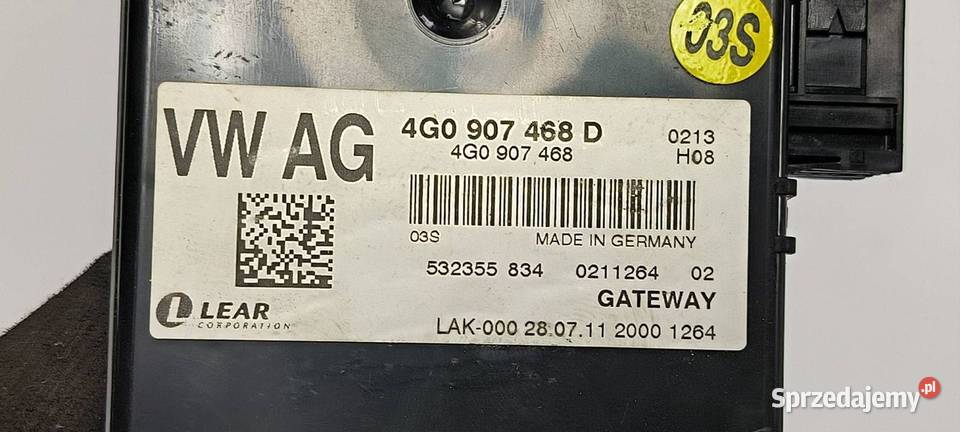 03S
VW AG
4G0 907 468 D
0213
4G0 907 468
H08
03S
MADE IN GERMANY
532355 834 0211264 02
GATEWAY
LEAR
CORPORATION
LAK-000 28.07.11 2000 1264
Sprzedajemy.pl